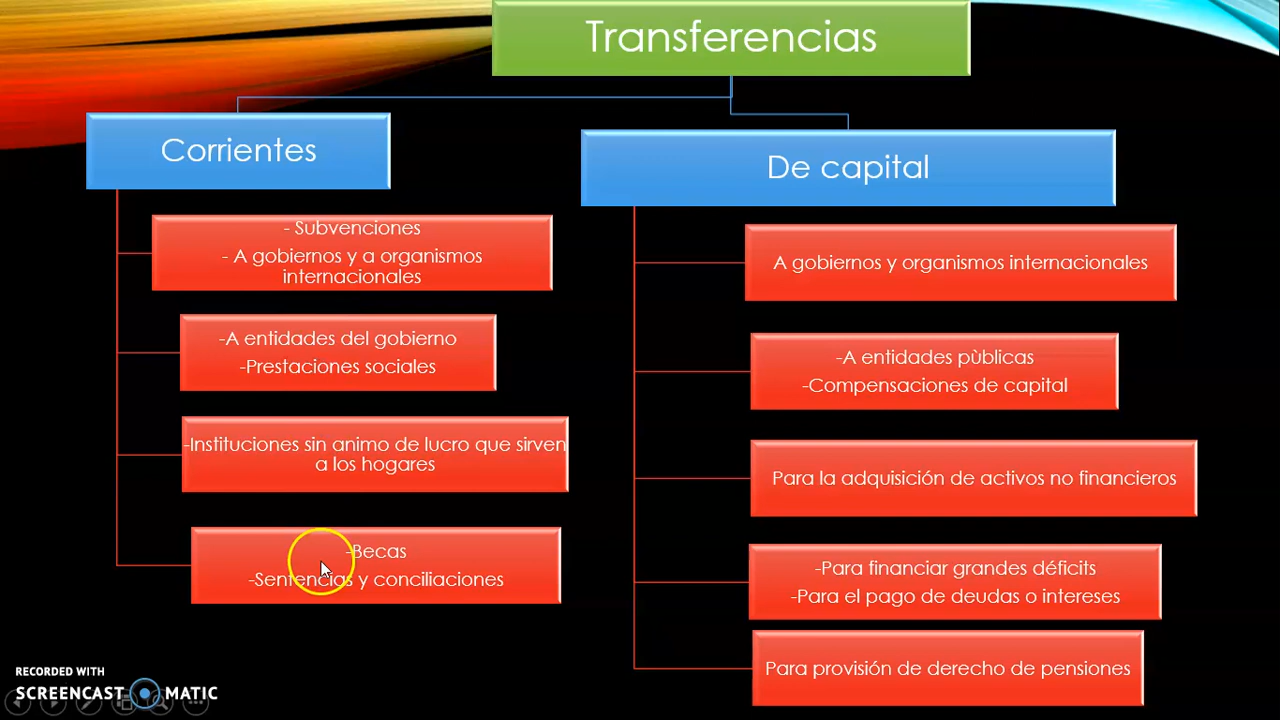 Transferencias
Corrientes
- Subvenciones
- A gobiernos y a organismos
internacionales
-A entidades del gobierno
-Prestaciones sociales
-Instituciones sin animo de lucro que sirven
a los hogares
-Becas
-Sentencias y conciliaciones
De capital
A gobiernos y organismos internacionales
-A entidades pùblicas
-Compensaciones de capital
Para la adquisición de activos no financieros
-Para financiar grandes déficits
-Para el pago de deudas o intereses
Para provisión de derecho de pensiones
RECORDED WITH
SCREENCAST MATIC